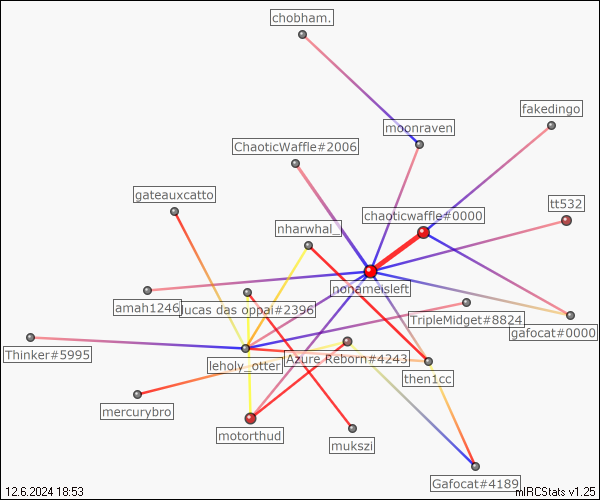 chobham.
fakedingo
moonraven
ChaoticWaffle#2006
gateauxcatto
tt532
chaoticwaffle#0000
nharwhal_
nonameisleft
amah1246
lucas das oppai#2396
TripleMidget#8824
gafocat#0000
Thinker#5995
leholy_otter
Azure Reborn#4243
then1cc
mercurybro
motorthud
mukszi
Gafocat#4189
12.6.2024 18:53
mIRCStats v1.25